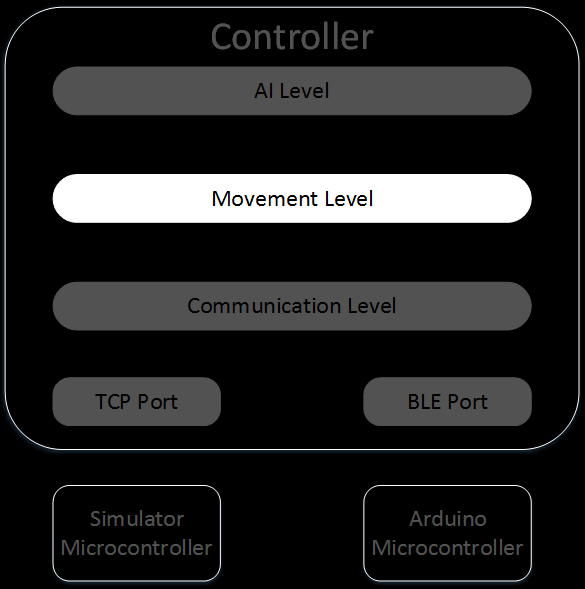 Controller
AI Level
Movement Level
Communication Level
TCP Port
BLE Port
Simulator
Microcontroller
Arduino
Microcontroller